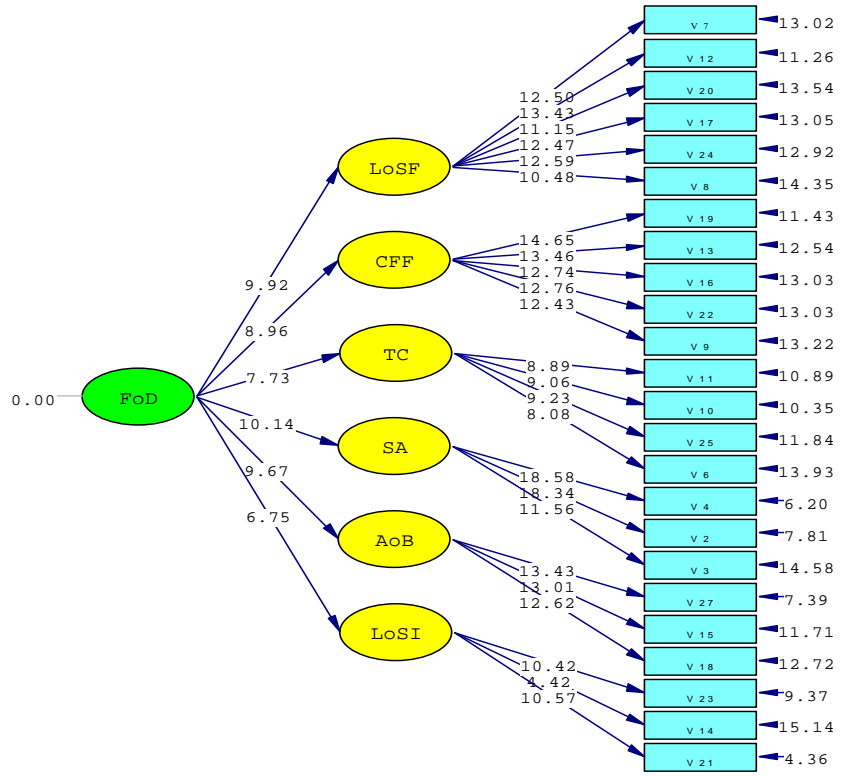 0.00
FoD
9.92
8.96
7.73
10.14
9.67
6.75
LoSF
CFF
TC
SA
AoB
LoSI
12.50
13.43
11.15
12.47
12.59
10.48
14.65
13.46
12.74
12.76
12.43
8.89
9.06
9.23
8.08
18.58
18.34
11.56
13.43
13.01
12.62
10.42
4.42
10.57
V 7 13.02
V 12 11.26
V 20 13.54
V 17 13.05
V 24 12.92
V 8 14.35
V 19 11.43
V 13 12.54
V 16 13.03
V 22 13.03
V 9 13.22
V 11 10.89
V 10 10.35
V 25 11.84
V 6 13.93
V 4 6.20
V 2 7.81
V 3 14.58
V 27 7.39
V 15 11.71
V 18 12.72
V 23 9.37
V 14 15.14
V 21 4.36